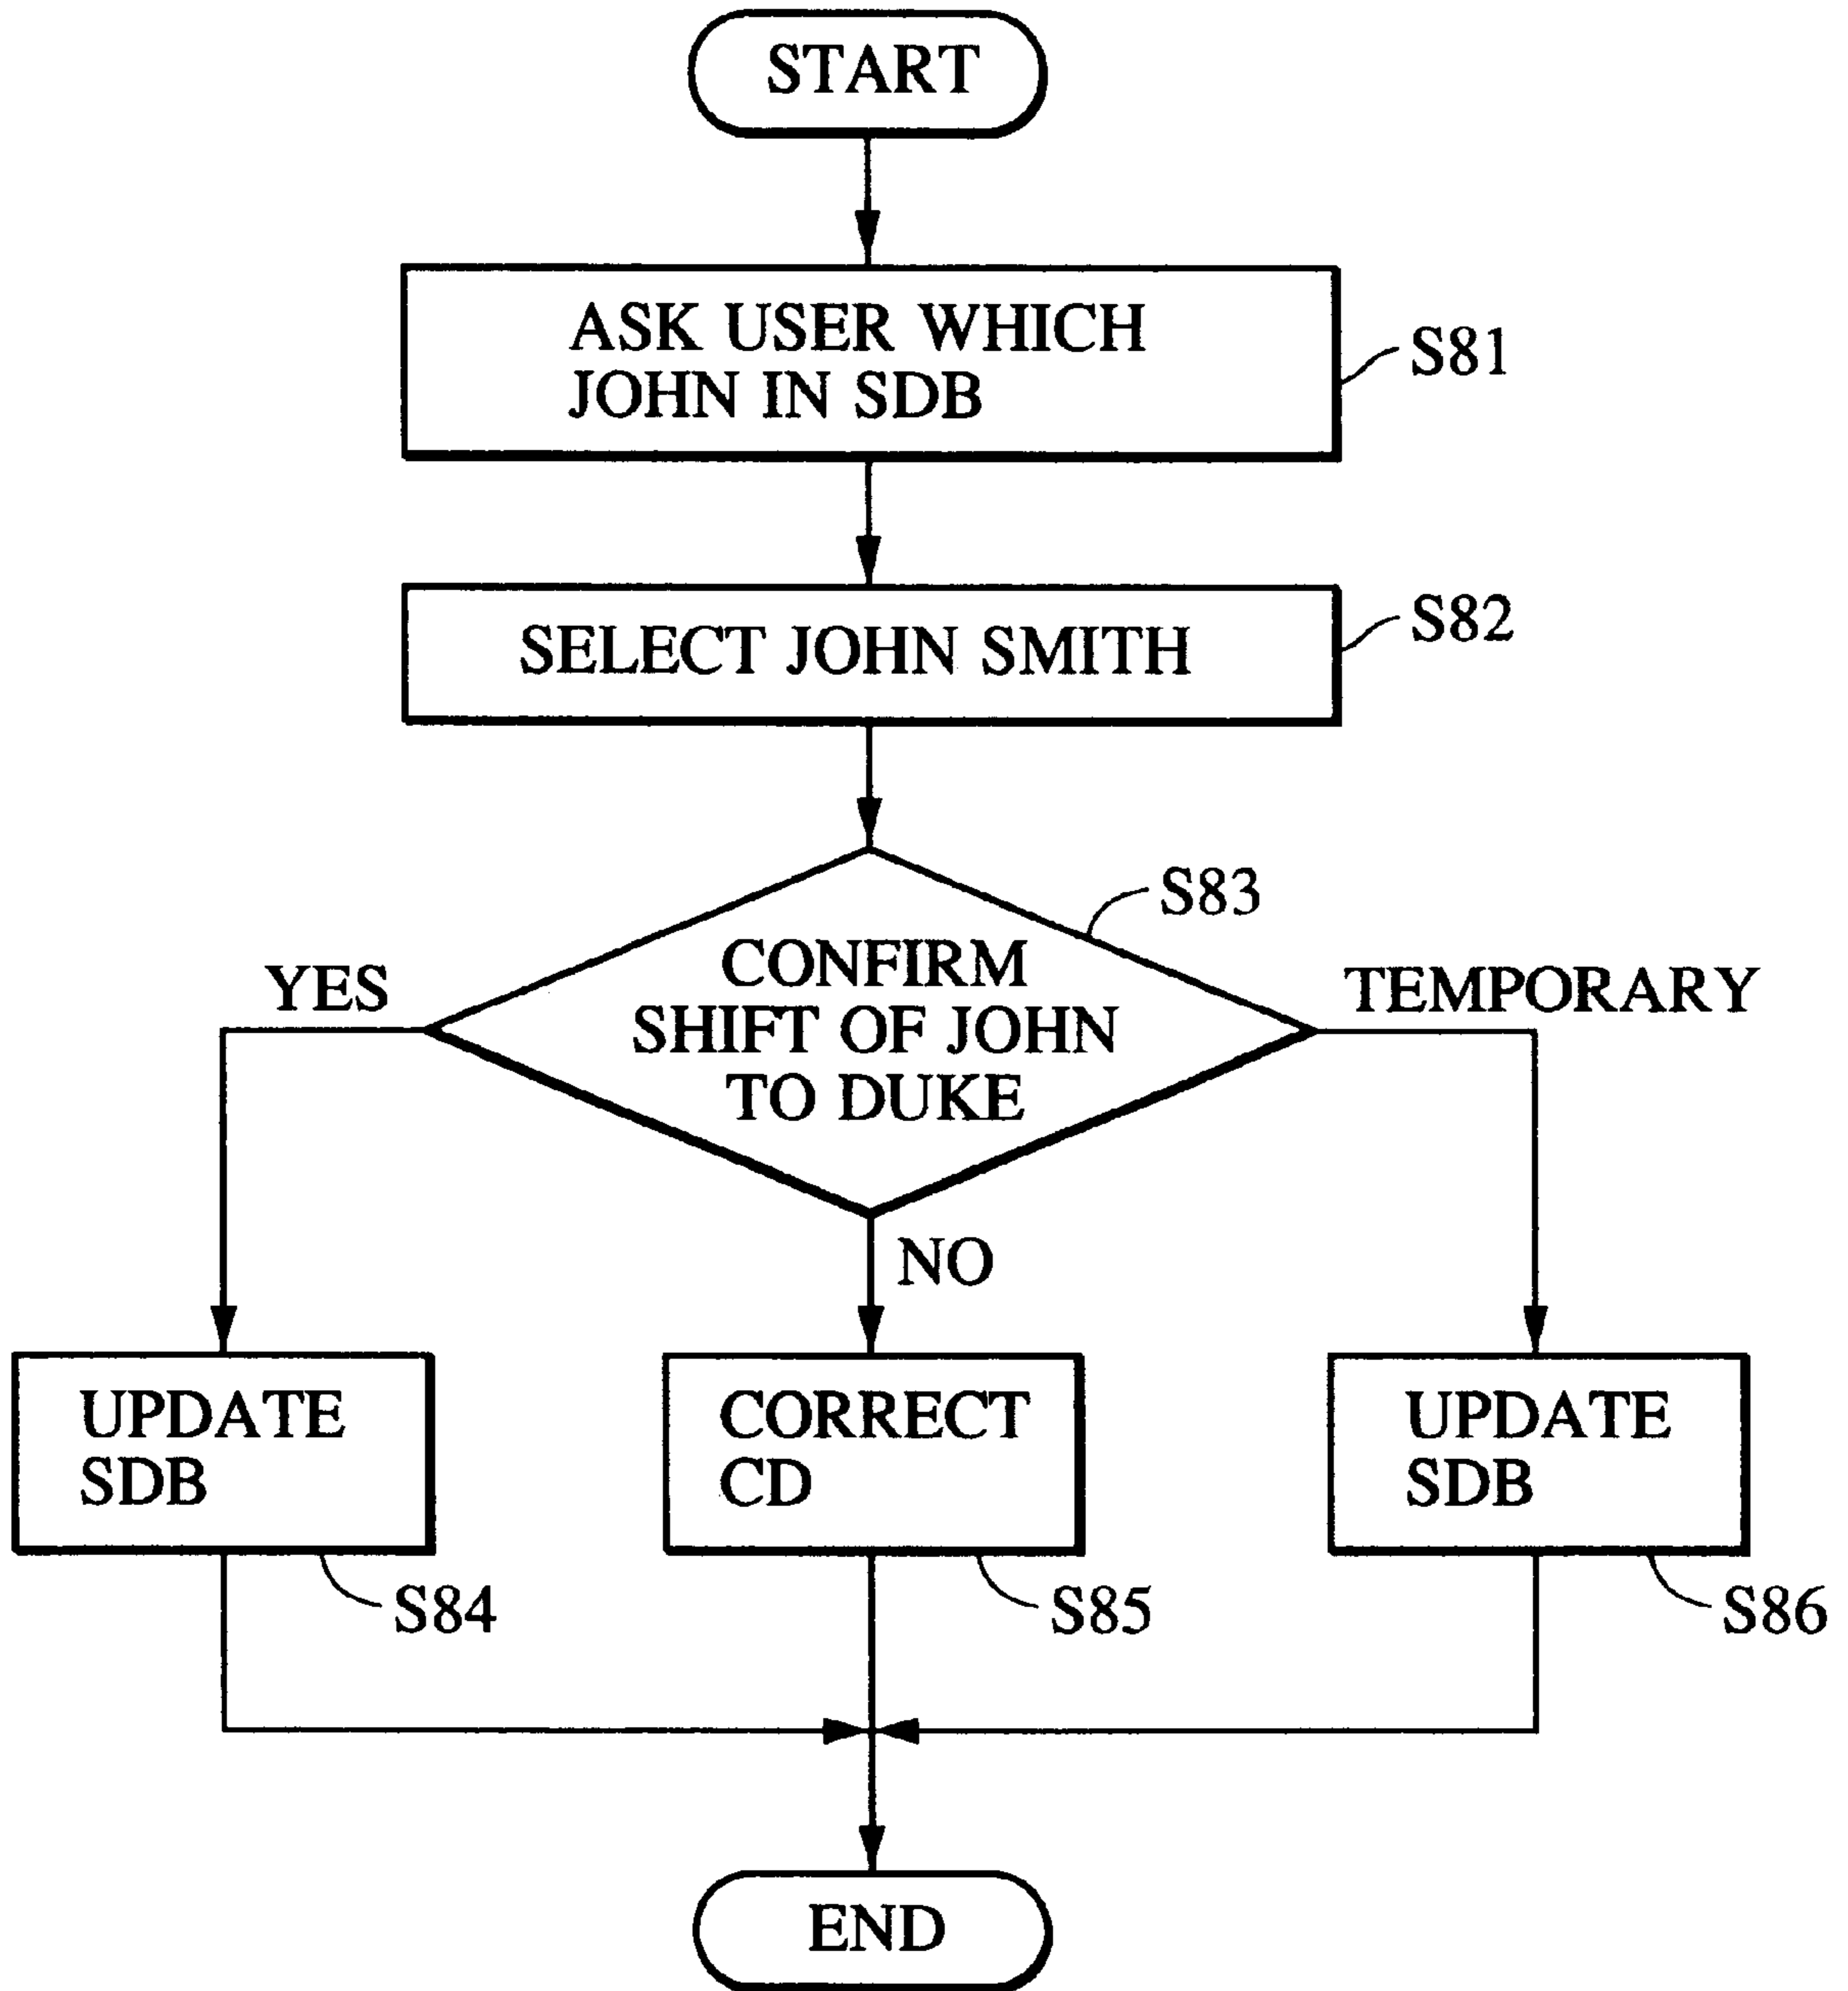 START
ASK USER WHICH
JOHN IN SDB
S81
SELECT JOHN SMITH
S82
S83
CONFIRM
SHIFT OF JOHN
TO DUKE
YES
TEMPORARY
NO
UPDATE
SDB
CORRECT
CD
UPDATE
SDB
S84
S85
S86
END